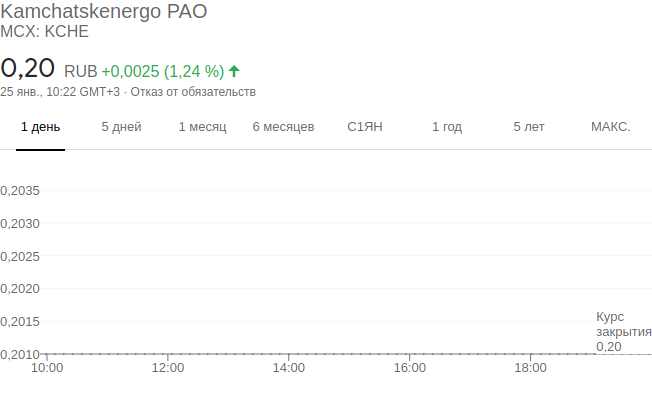 Kamchatskenergo PAO
MCX: KCHE
0,20 RUB +0,0025 (1,24 %)
25 янв., 10:22 GMT+3 · Отказ от обязательств
1 день 5 дней 1 месяц 6 месяцев С1ЯН 1 год 5 лет МАКС.
0,2035
0,2030
0,2025
0,2020
0,2015
Курс
закрытия
0,20
0,2010
10:00 12:00 14:00 16:00 18:00